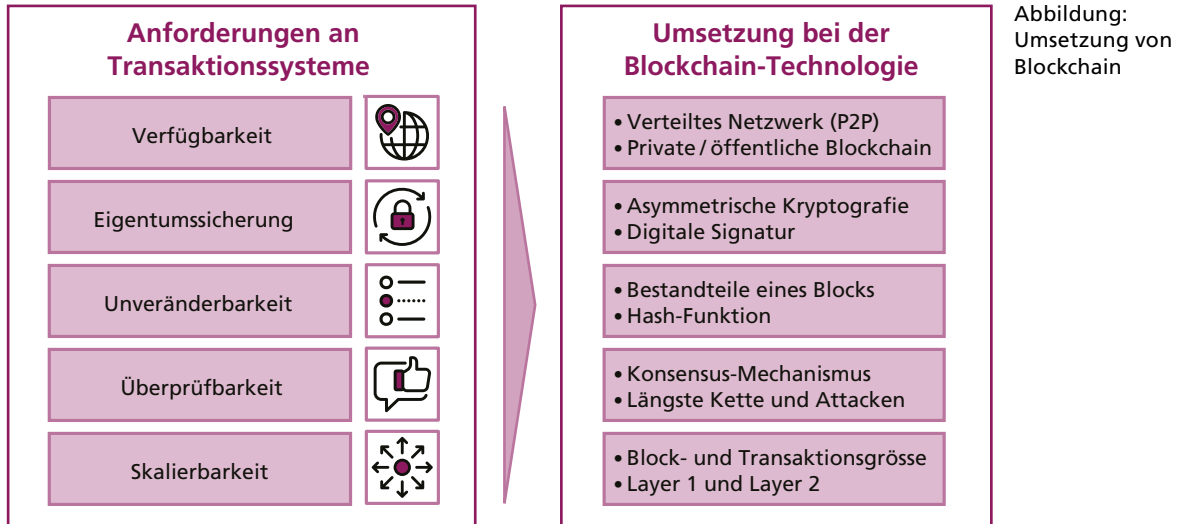 Anforderungen an
Transaktionssysteme
Verfügbarkeit
Eigentumssicherung
Unveränderbarkeit
Überprüfbarkeit
Skalierbarkeit
Umsetzung bei der
Blockchain-Technologie
• Verteiltes Netzwerk (P2P)
• Private / öffentliche Blockchain
• Asymmetrische Kryptografie
• Digitale Signatur
• Bestandteile eines Blocks
• Hash-Funktion
• Konsensus-Mechanismus
• Längste Kette und Attacken
• Block- und Transaktionsgrösse
• Layer 1 und Layer 2
Abbildung:
Umsetzung von
Blockchain